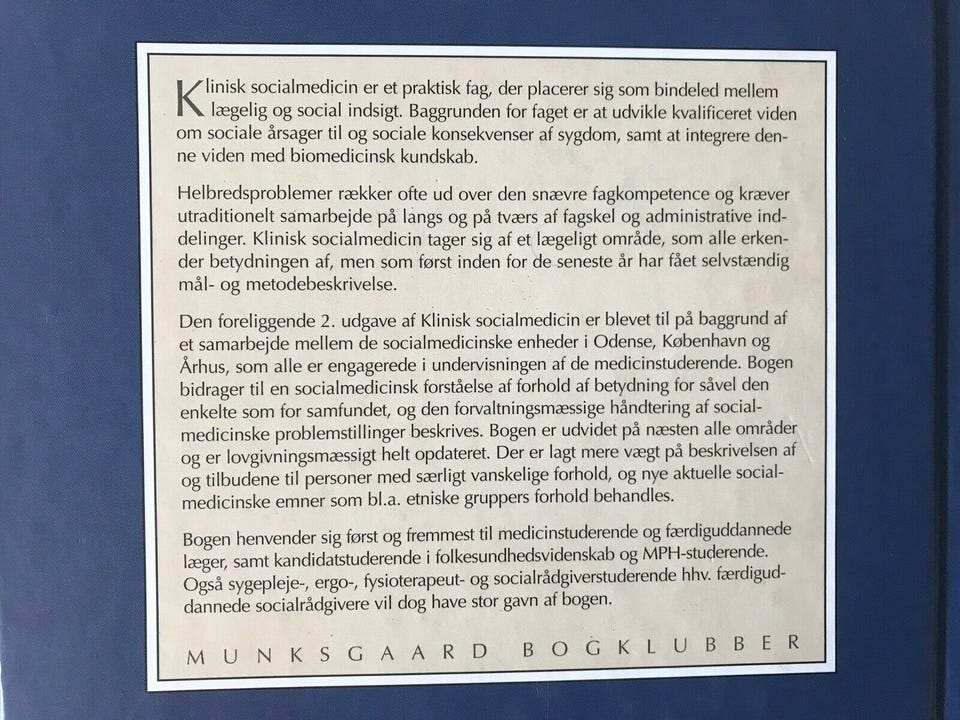 Klinisk socialmedicin er et praktisk fag, der placerer sig som bindeled mellem
lægelig og social indsigt. Baggrunden for faget er at udvikle kvalificeret viden
om sociale årsager til og sociale konsekvenser af sygdom, samt at integrere den-
ne viden med biomedicinsk kundskab.
Helbredsproblemer rækker ofte ud over den snævre fagkompetence og kræver
utraditionelt samarbejde på langs og på tværs af fagskel og administrative ind-
delinger. Klinisk socialmedicin tager sig af et lægeligt område, som alle erken-
der betydningen af, men som først inden for de seneste år har fået selvstændig
mål- og metodebeskrivelse.
Den foreliggende 2. udgave af Klinisk socialmedicin er blevet til på baggrund af
et samarbejde mellem de socialmedicinske enheder i Odense, København og
Århus, som alle er engagerede i undervisningen af de medicinstuderende. Bogen
bidrager til en socialmedicinsk forståelse af forhold af betydning for såvel den
enkelte som for samfundet, og den forvaltningsmæssige håndtering af social-
medicinske problemstillinger beskrives. Bogen er udvidet på næsten alle områder
og er lovgivningsmæssigt helt opdateret. Der er lagt mere vægt på beskrivelsen af
og tilbudene til personer med særligt vanskelige forhold, og nye aktuelle social-
medicinske emner som bl.a. etniske gruppers forhold behandles.
Bogen henvender sig først og fremmest til medicinstuderende og færdiguddannede
læger, samt kandidatstuderende i folkesundhedsvidenskab og MPH-studerende.
Også sygepleje-, ergo-, fysioterapeut- og socialrådgiverstuderende hhv. færdigud-
dannede socialrådgivere vil dog have stor gavn af bogen.
MUNKSGAARD BOGKLUBBER